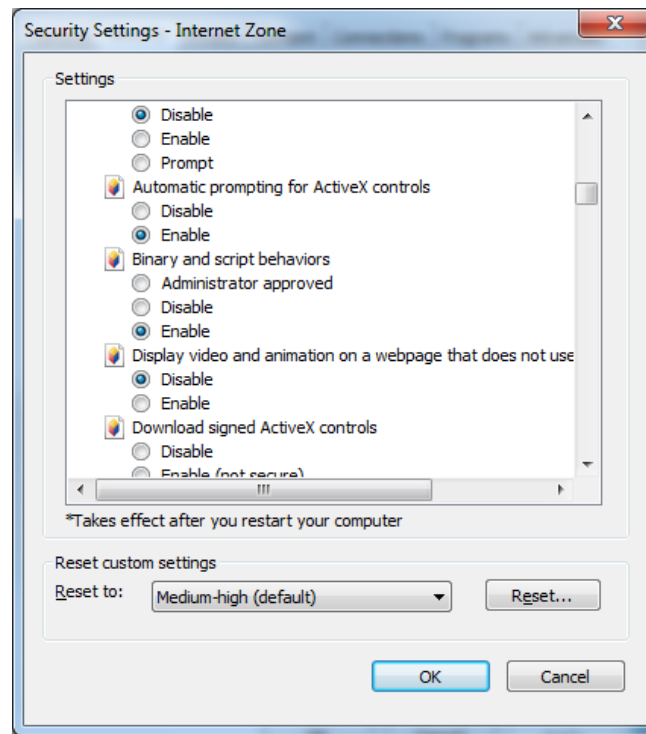 Security Settings - Internet Zone
Settings
Disable
Enable
Prompt
Automatic prompting for ActiveX controls
Disable
Enable
Binary and script behaviors
Administrator approved
Disable
Enable
Display video and animation on a webpage that does not use
Disable
Enable
Download signed ActiveX controls
Disable
Enable (not secure)
*Takes effect after you restart your computer
Reset custom settings
Reset to:
Medium-high (default)
Reset...
OK
Cancel